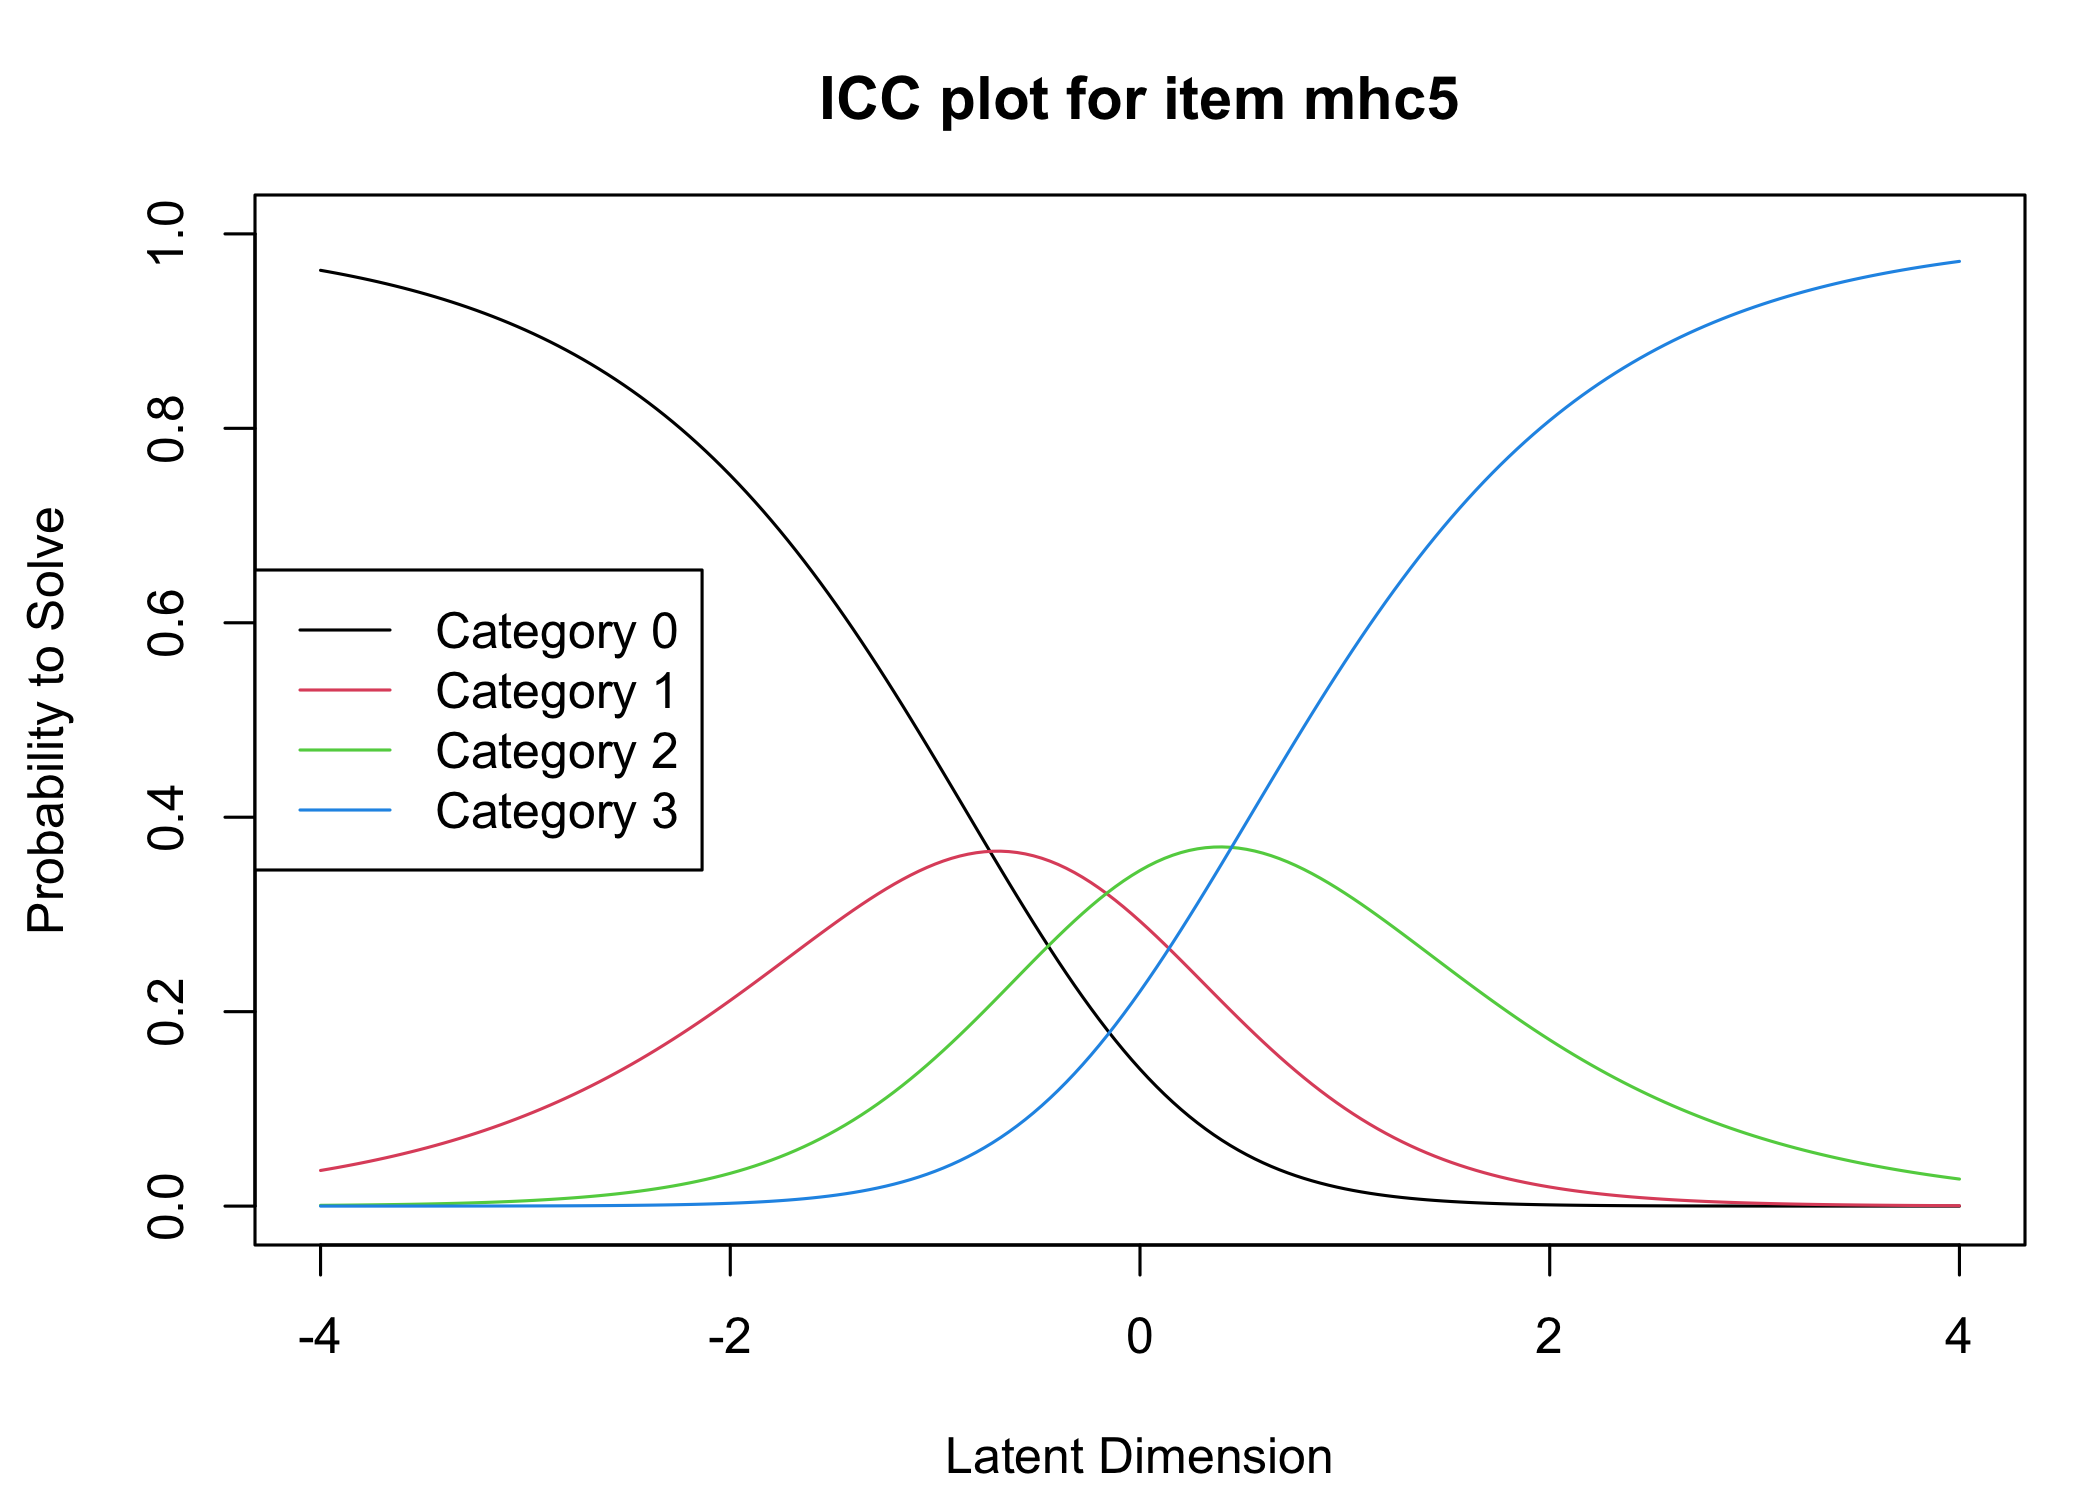 ICC plot for item mhc5
Probability to Solve
1.0
0.8
0.6
0.4
0.2
0.0
Category 0
Category 1
Category 2
Category 3
-4 -2 0 2 4
Latent Dimension